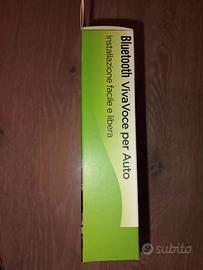 Bluetooth VivaVoce per Auto
Installazione facile e libera
subito